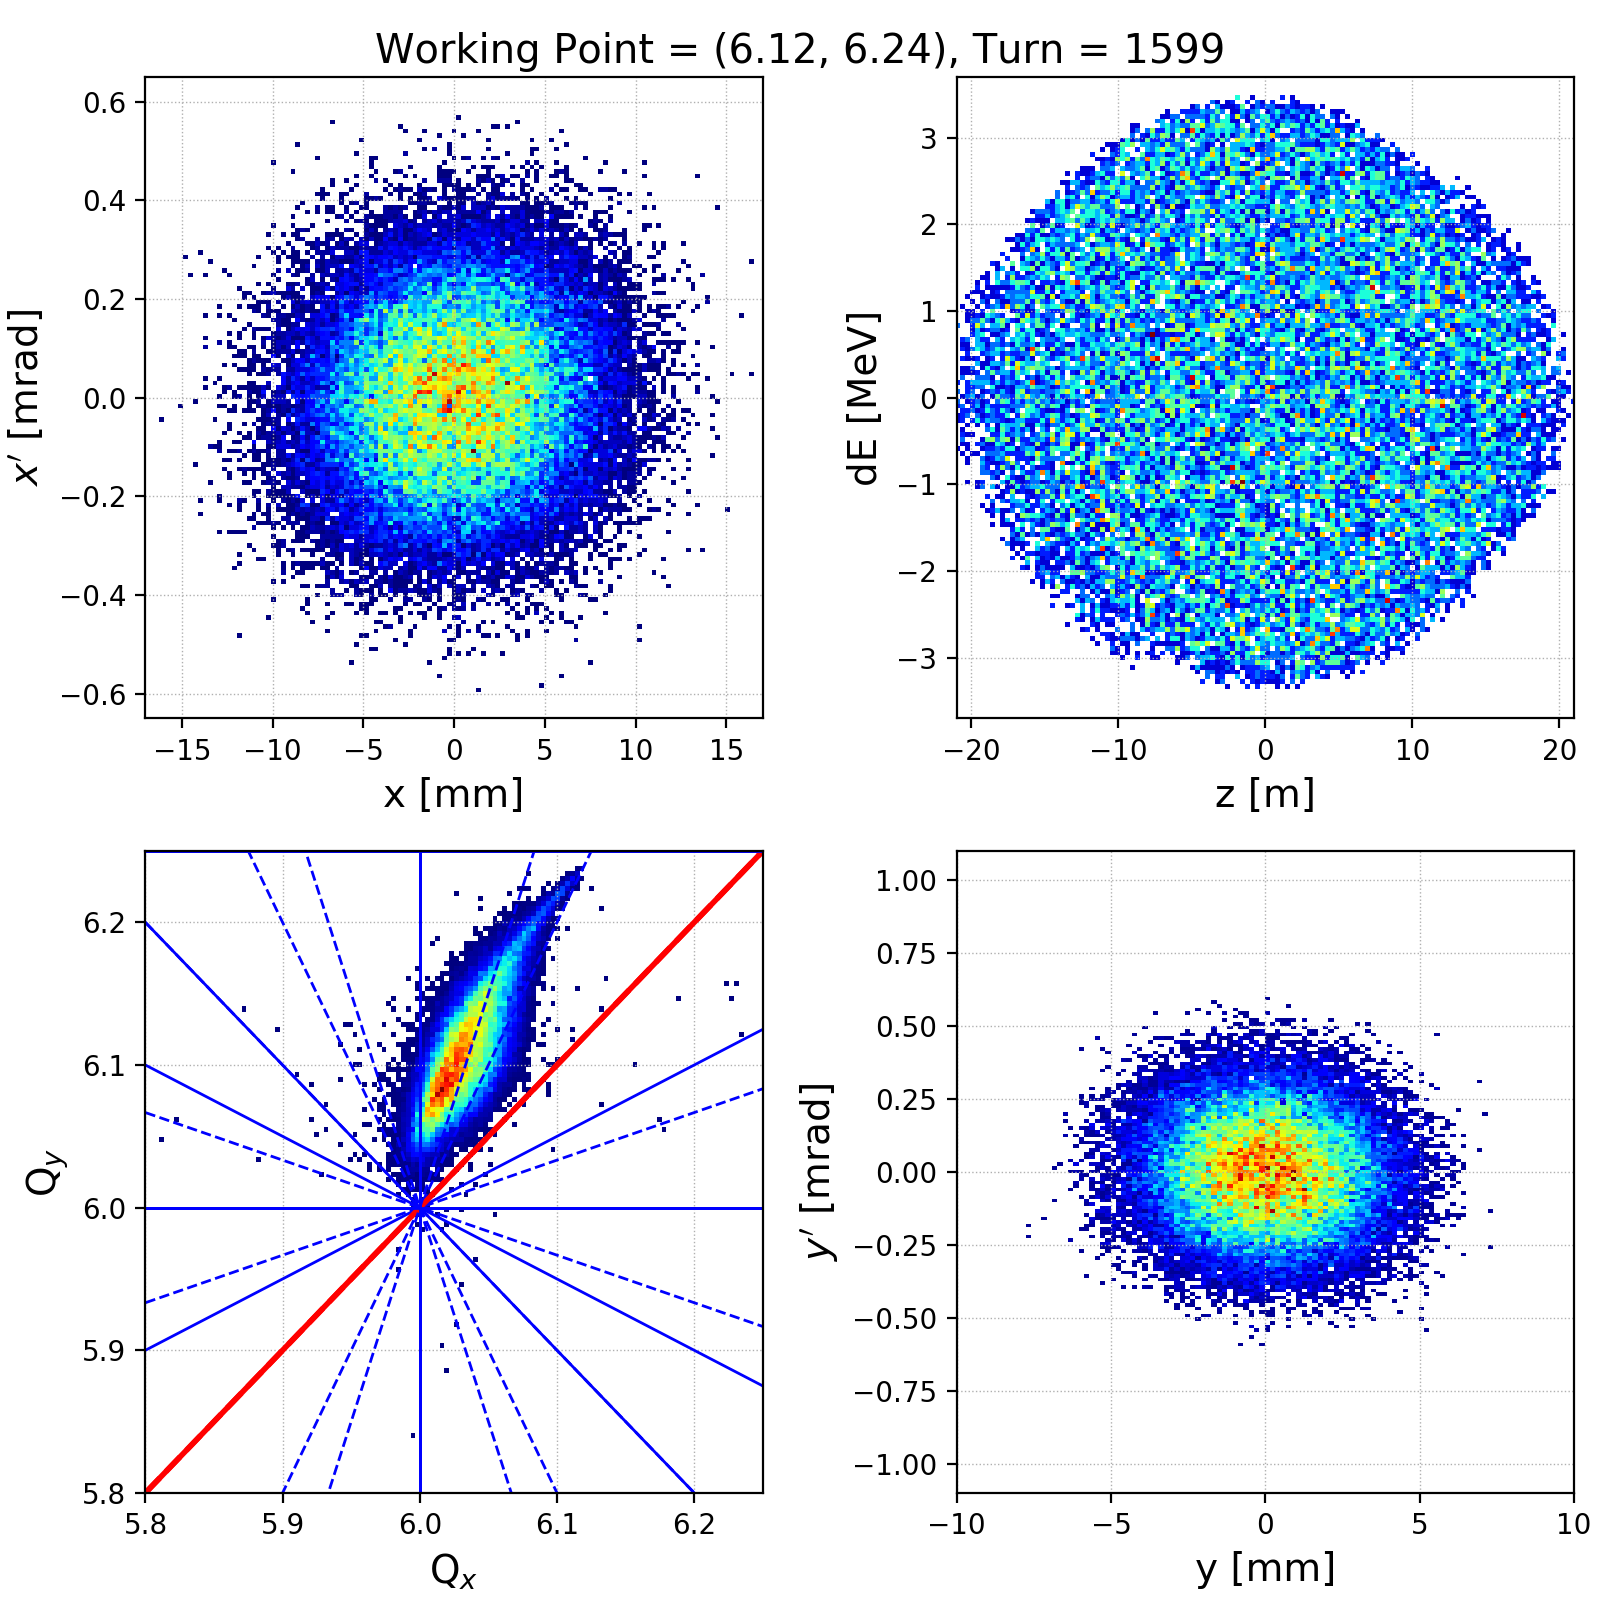 Working Point = (6.12, 6.24), Turn = 1599
0.6
0.4
0.2
0.0
−0.2
−0.4
−0.6
x′ [mrad]
−15 −10 −5 0 5 10 15
x [mm]
3
2
1
0
−1
−2
−3
dE [MeV]
−20 −10 0 10 20
z [m]
6.2
6.1
6.0
5.9
5.8
Qy
5.8 5.9 6.0 6.1 6.2
Qx
1.00
0.75
0.50
0.25
0.00
−0.25
−0.50
−0.75
−1.00
y′ [mrad]
−10 −5 0 5 10
y [mm]